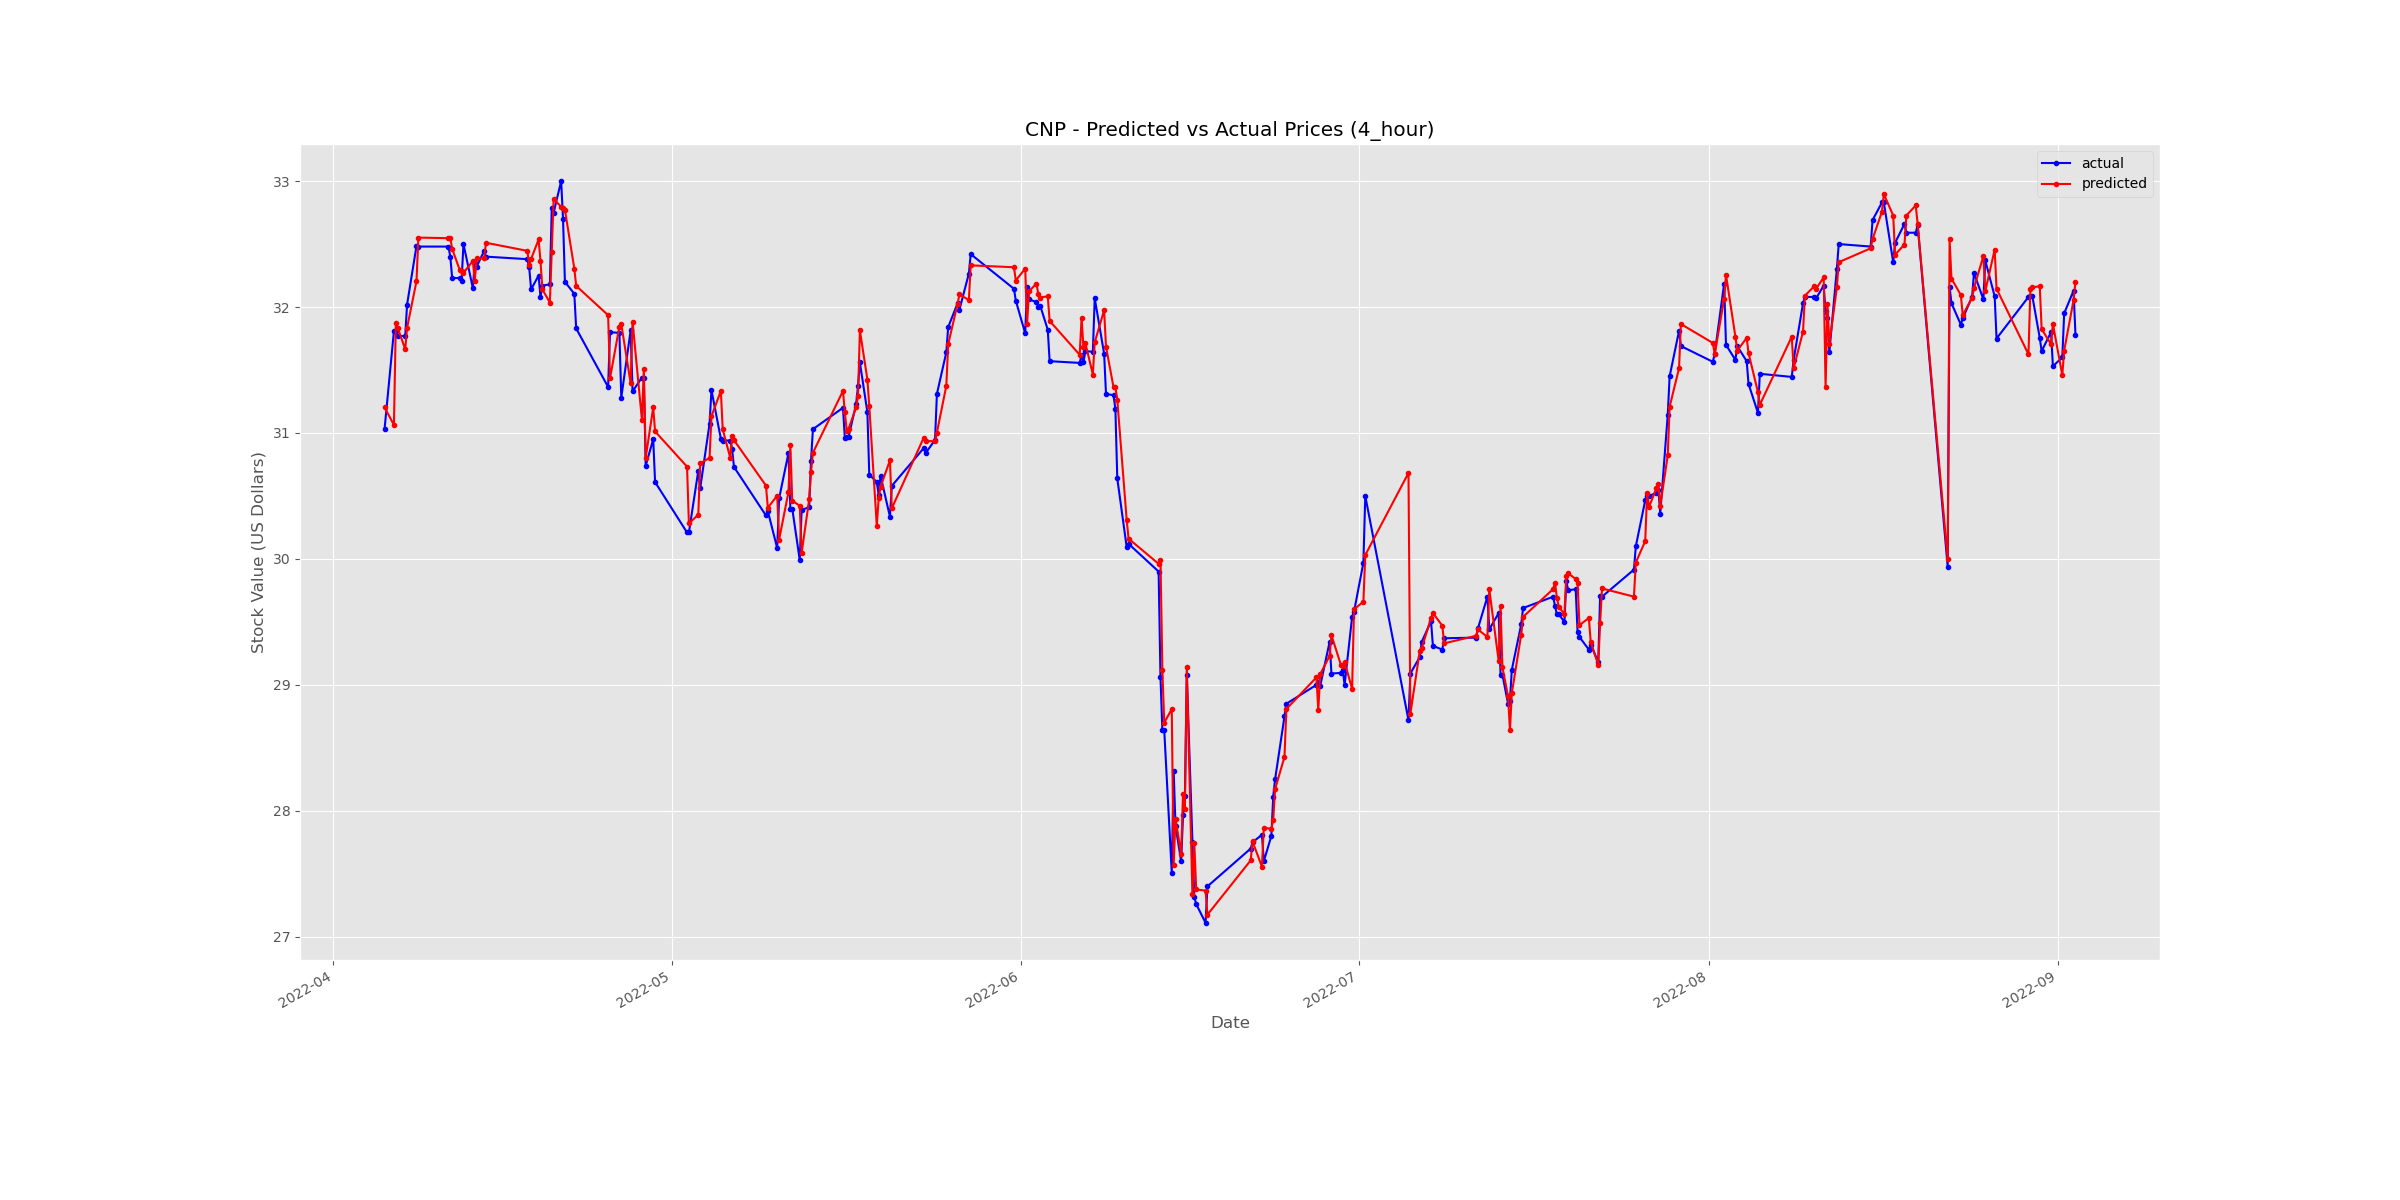 CNP - Predicted vs Actual Prices (4_hour)
actual
predicted
33
32
31
30
29
28
27
Stock Value (US Dollars)
2022-04
2022-05
2022-06
2022-07
2022-08
2022-09
Date